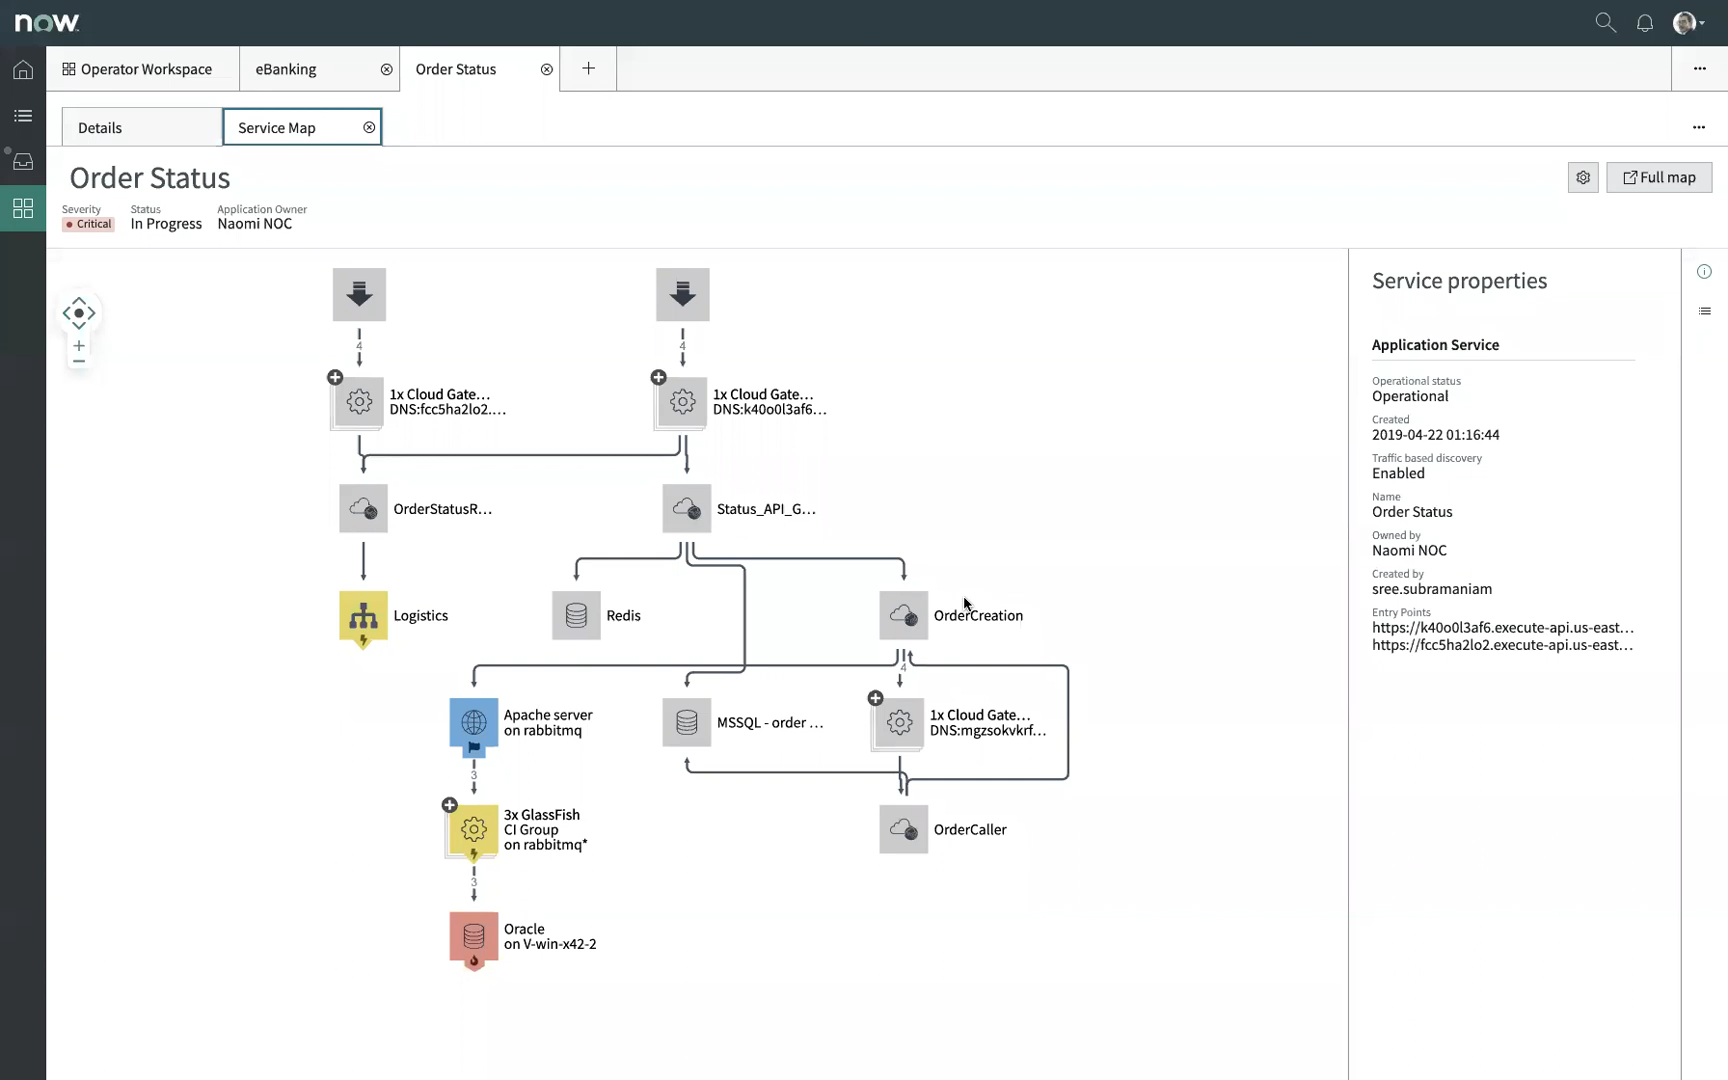 now
Operator Workspace
eBanking
Order Status
Details
Service Map
Order Status
Full map
Severity
Status
Application Owner
Critical
In Progress
Naomi NOC
4
4
1x Cloud Gate...
DNS:fcc5ha2lo2....
1x Cloud Gate...
DNS:k40o0l3af6...
OrderStatusR...
Status_API_G...
Logistics
Redis
OrderCreation
4
Apache server
on rabbitmq
MSSQL - order ...
1x Cloud Gate...
DNS:mgzsokvkrf...
3
3x GlassFish
CI Group
on rabbitmq*
OrderCaller
3
Oracle
on V-win-x42-2
Service properties
Application Service
Operational status
Operational
Created
2019-04-22 01:16:44
Traffic based discovery
Enabled
Name
Order Status
Owned by
Naomi NOC
Created by
sree.subramaniam
Entry Points
https://k40o0l3af6.execute-api.us-east...
https://fcc5ha2lo2.execute-api.us-east...